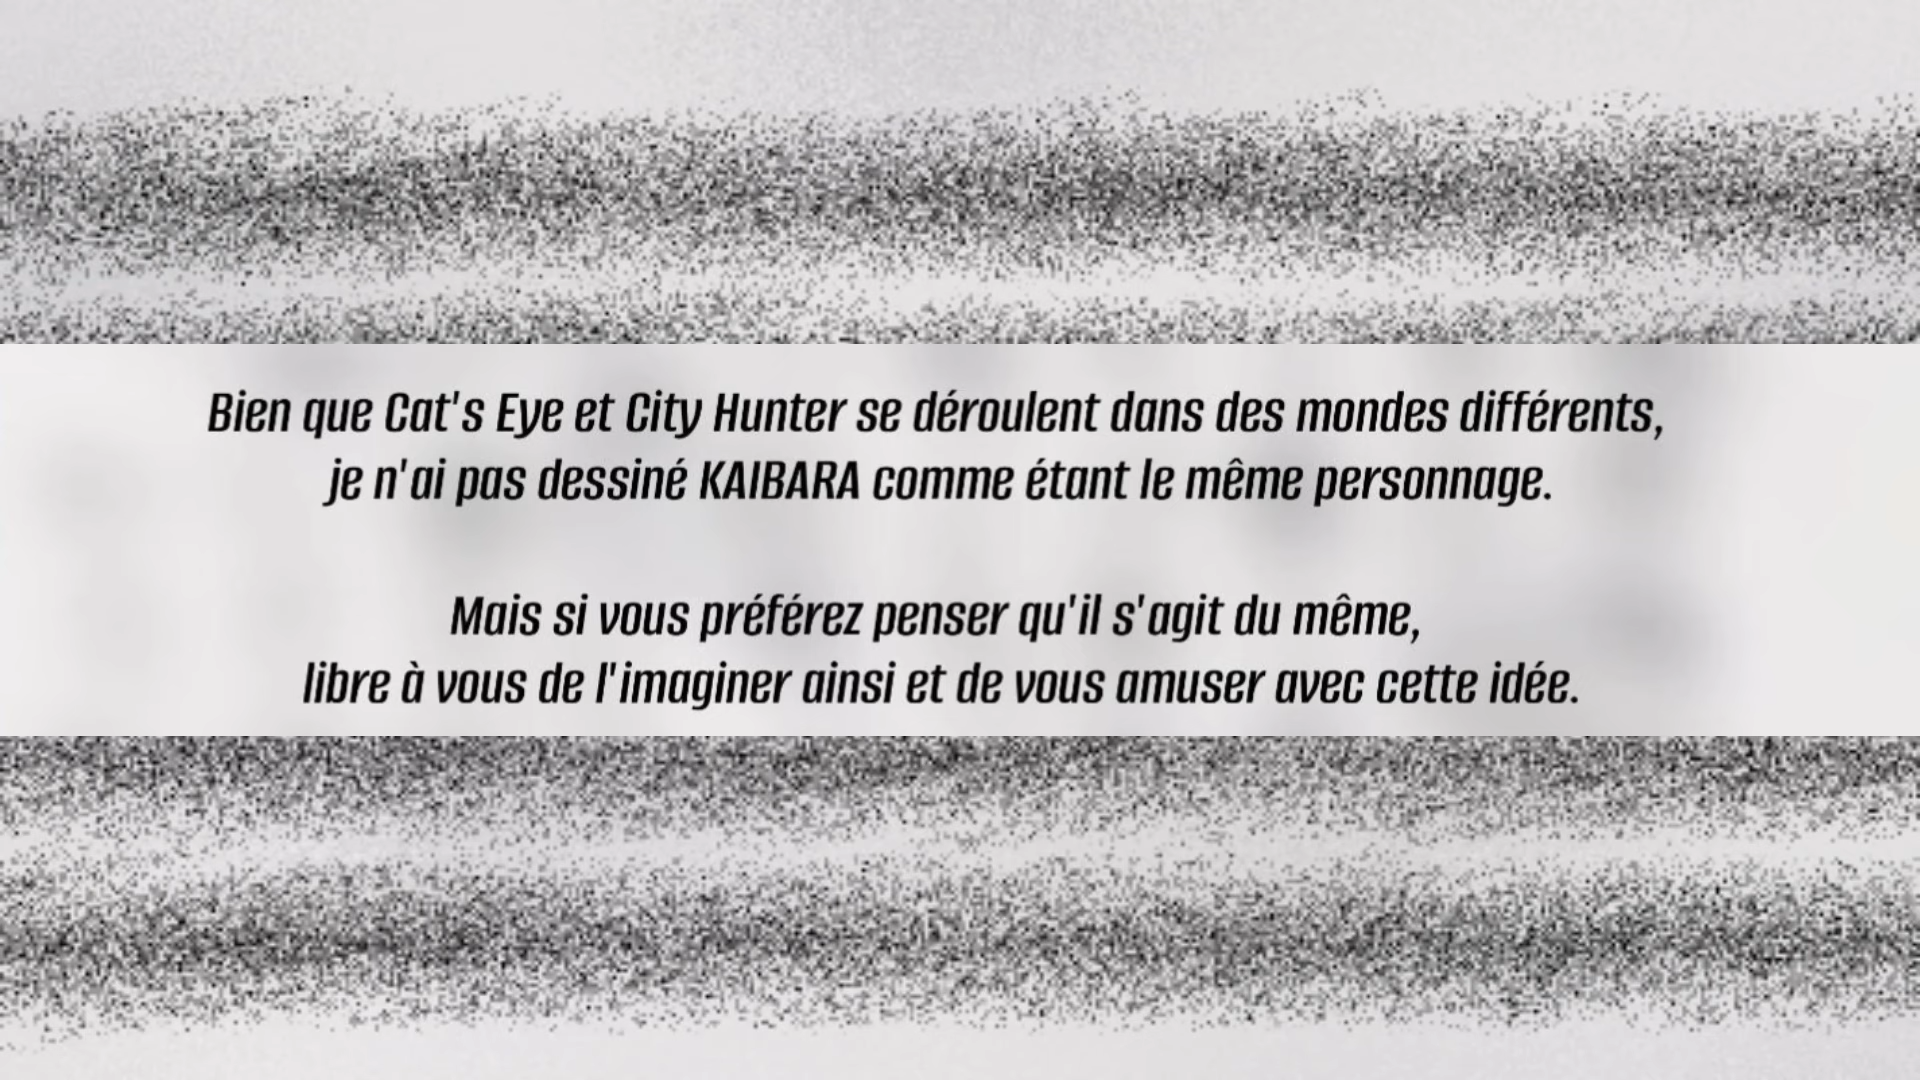 Bien que Cat's Eye et City Hunter se déroulent dans des mondes différents,
je n'ai pas dessiné KAIBARA comme étant le même personnage.
Mais si vous préférez penser qu'il s'agit du même,
libre à vous de l'imaginer ainsi et de vous amuser avec cette idée.